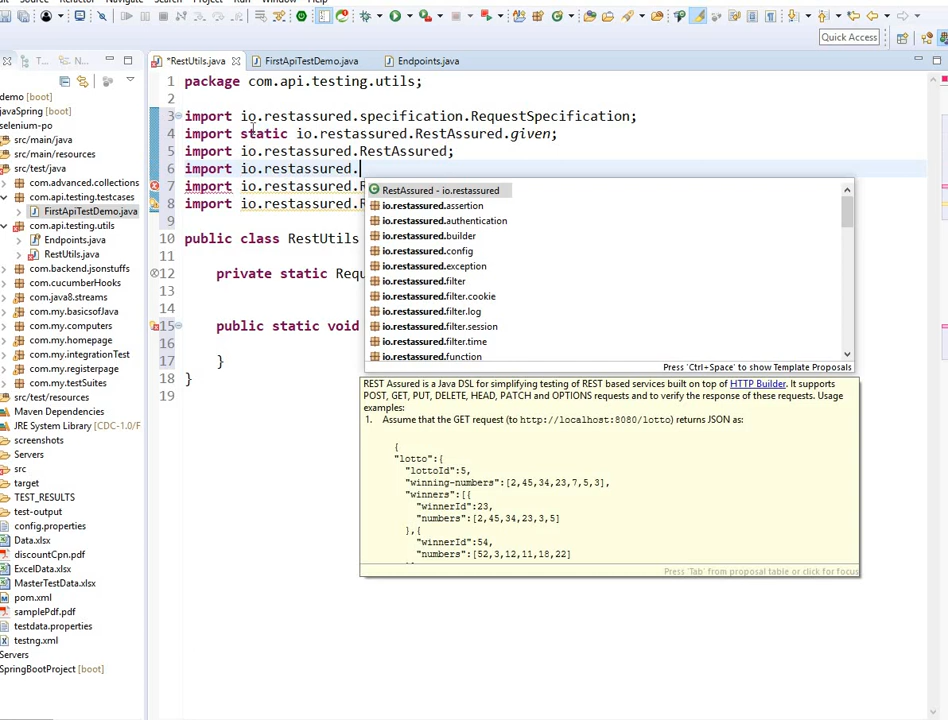 Quick Access
*RestUtils.java
FirstApiTestDemo.java
Endpoints.java
demo [boot]
javaSpring [boot]
selenium-po
src/main/java
src/main/resources
src/test/java
com.advanced.collections
com.api.testing.testcases
FirstApiTestDemo.java
com.api.testing.utils
Endpoints.java
RestUtils.java
com.backend.jsonstuffs
com.cucumberHooks
com.java8.streams
com.my.basicsofJava
com.my.computers
com.my.homepage
com.my.integrationTest
com.my.registerpage
com.my.testSuites
src/test/resources
Maven Dependencies
JRE System Library [CDC-1.0/F
screenshots
Servers
src
target
TEST_RESULTS
test-output
config.properties
Data.xlsx
discountCpn.pdf
ExcelData.xlsx
MasterTestData.xlsx
pom.xml
samplePdf.pdf
testdata.properties
testng.xml
Servers
SpringBootProject [boot]
1 package com.api.testing.utils;
2
3 import io.restassured.specification.RequestSpecification;
4 import static io.restassured.RestAssured.given;
5 import io.restassured.RestAssured;
6 import io.restassured.
7 import io.restassured.R
8 import io.restassured.R
9
10 public class RestUtils
11
12 private static Requ
13
14
15 public static void
16
17 }
18 }
19
RestAssured - io.restassured
io.restassured.assertion
io.restassured.authentication
io.restassured.builder
io.restassured.config
io.restassured.exception
io.restassured.filter
io.restassured.filter.cookie
io.restassured.filter.log
io.restassured.filter.session
io.restassured.filter.time
io.restassured.function
Press 'Ctrl+Space' to show Template Proposals
REST Assured is a Java DSL for simplifying testing of REST based services built on top of HTTP Builder. It supports
POST, GET, PUT, DELETE, HEAD, PATCH and OPTIONS requests and to verify the response of these requests. Usage
examples:
1. Assume that the GET request (to http://localhost:8080/lotto) returns JSON as:
{
"lotto":{
"lottoId":5,
"winning-numbers":[2,45,34,23,7,5,3],
"winners":[{
"winnerId":23,
"numbers":[2,45,34,23,3,5]
},{
"winnerId":54,
"numbers":[52,3,12,11,18,22]
Press 'Tab' from proposal table or click for focus